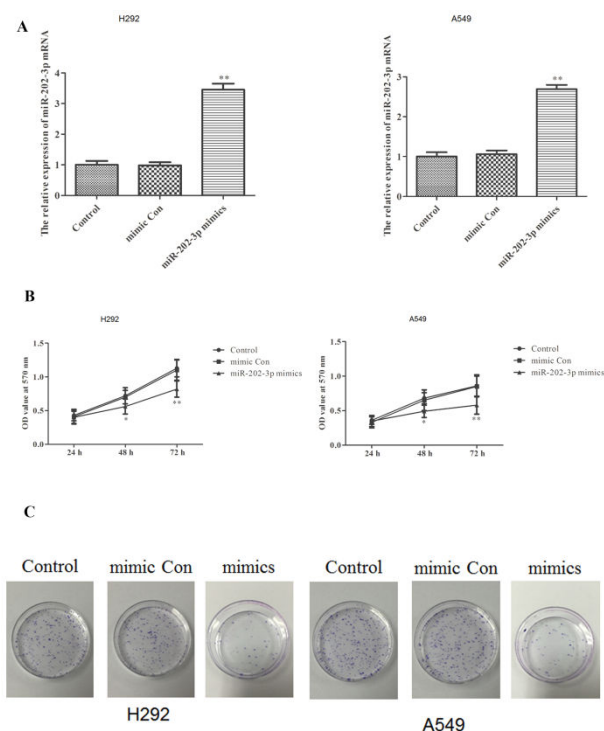 A
H292
A549
The relative expression of miR-202-3p mRNA
4
3
2
1
0
**
Control
mimic Con
miR-202-3p mimics
The relative expression of miR-202-3p mRNA
3
2
1
0
**
Control
mimic Con
miR-202-3p mimics
B
H292
A549
OD value at 570 nm
1.5
1.0
0.5
0.0
*
**
24 h
48 h
72 h
Control
mimic Con
miR-202-3p mimics
OD value at 570 nm
1.5
1.0
0.5
0.0
*
**
24 h
48 h
72 h
Control
mimic Con
miR-202-3p mimics
C
Control mimic Con mimics Control mimic Con mimics
H292
A549